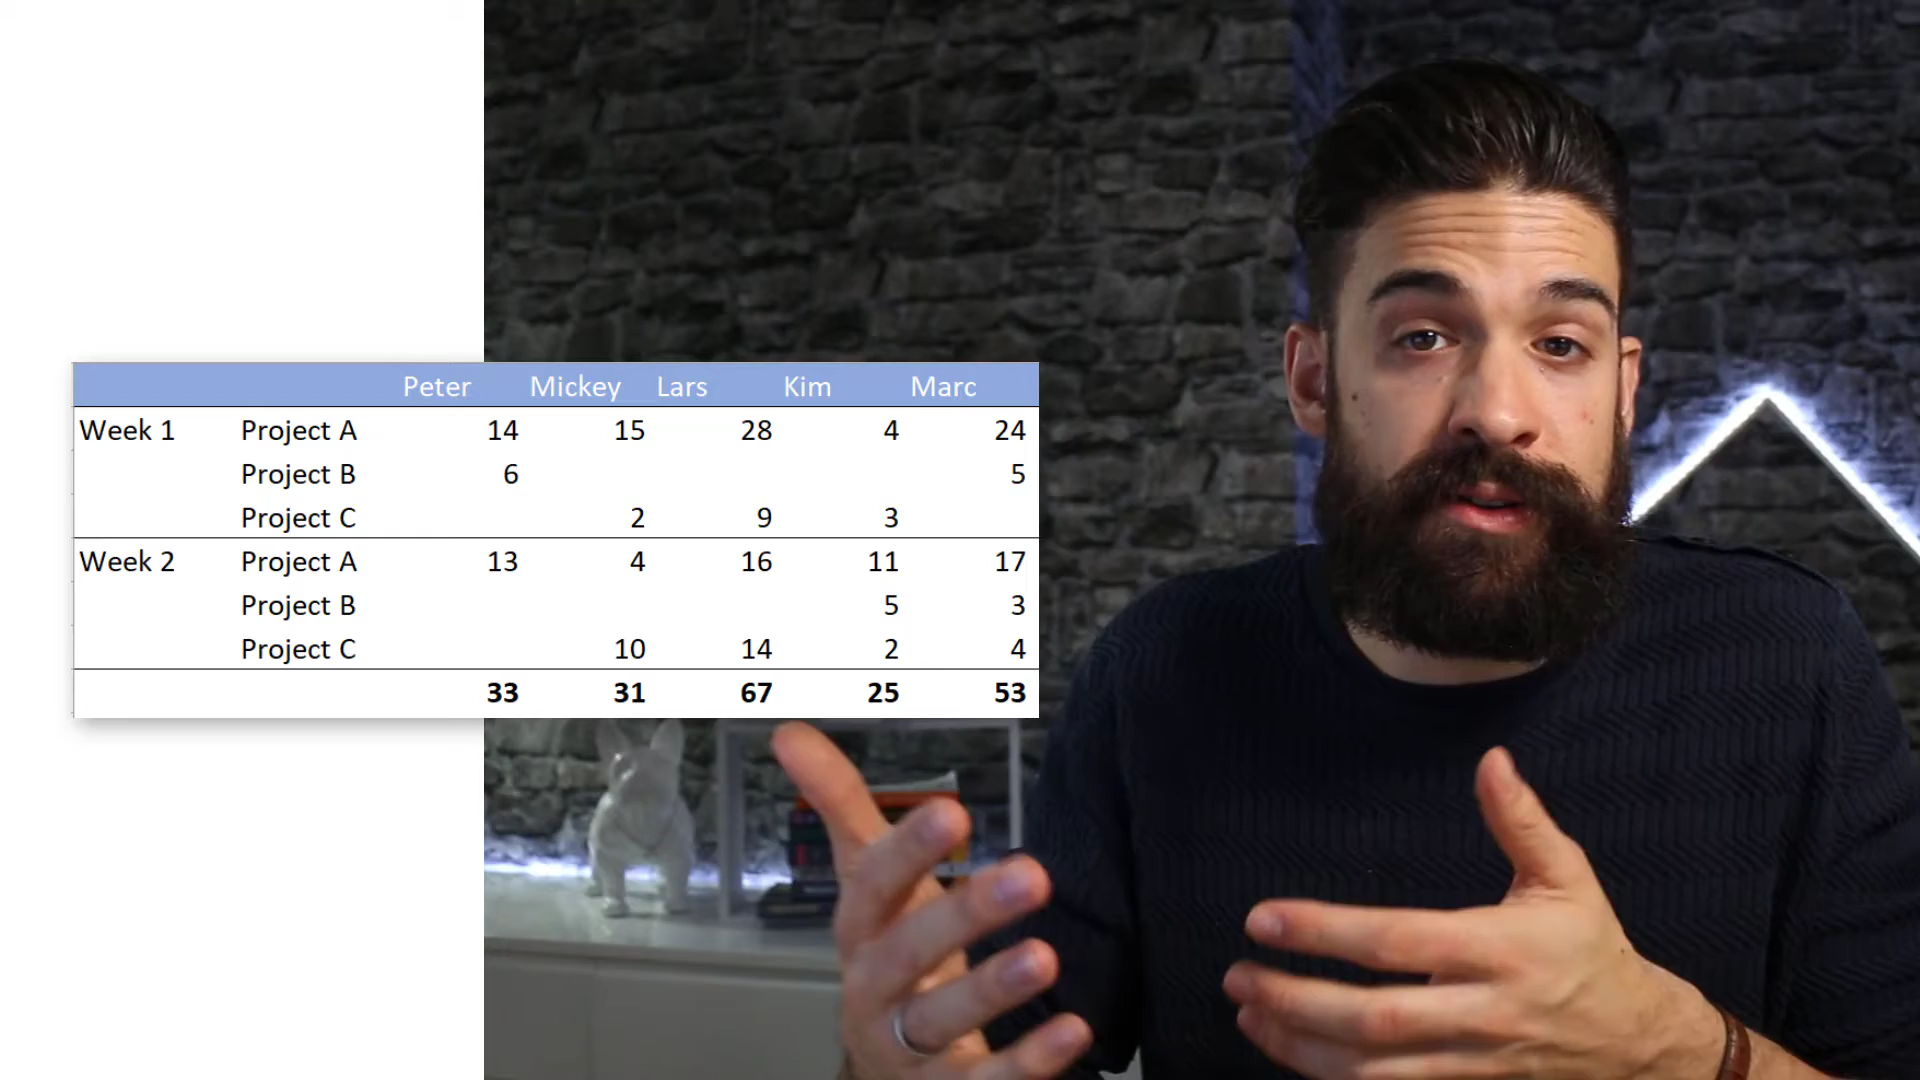 Peter Mickey Lars Kim Marc
Week 1 Project A 14 15 28 4 24
Project B 6 5
Project C 2 9 3
Week 2 Project A 13 4 16 11 17
Project B 5 3
Project C 10 14 2 4
33 31 67 25 53